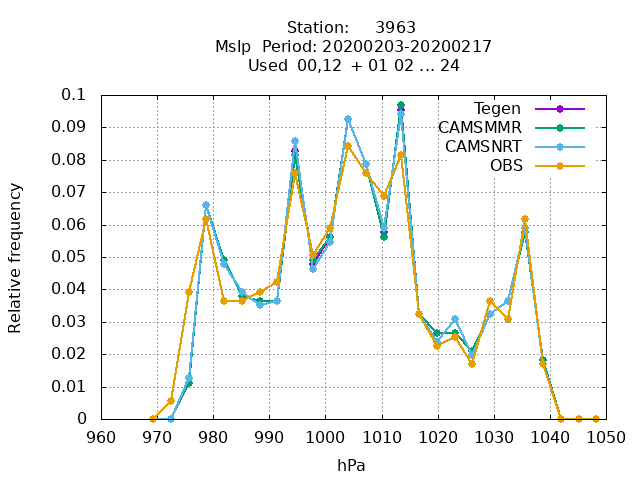 Station: 3963
Mslp Period: 20200203-20200217
Used 00,12 + 01 02 ... 24
Tegen
CAMSMMR
CAMSNRT
OBS
Relative frequency
0.1
0.09
0.08
0.07
0.06
0.05
0.04
0.03
0.02
0.01
0
960 970 980 990 1000 1010 1020 1030 1040 1050
hPa